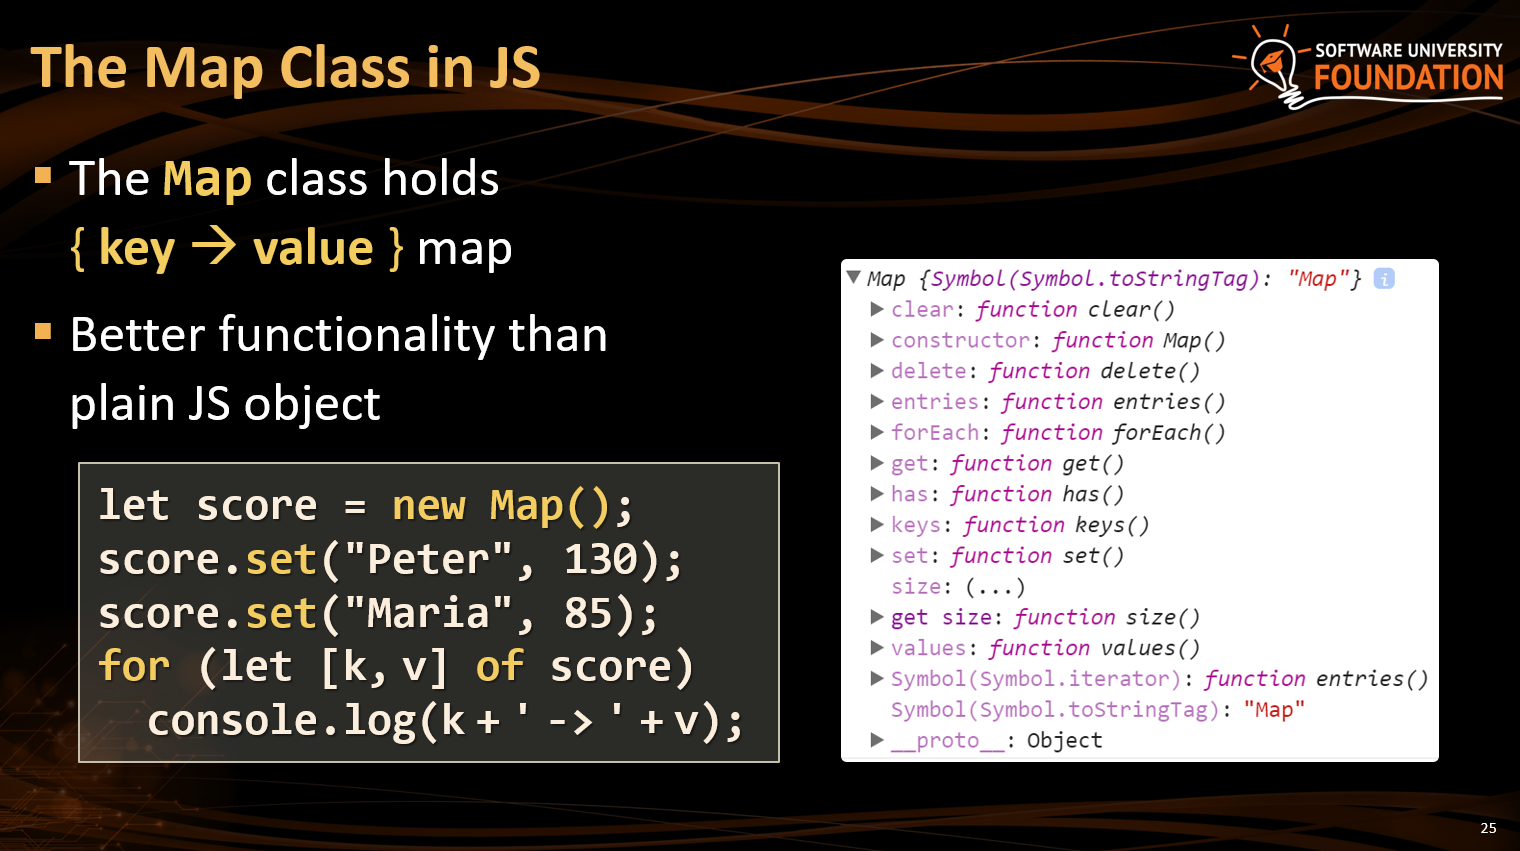 The Map Class in JS
SOFTWARE UNIVERSITY
FOUNDATION
▪ The Map class holds
{ key → value } map
▪ Better functionality than
plain JS object
let score = new Map();
score.set("Peter", 130);
score.set("Maria", 85);
for (let [k, v] of score)
  console.log(k + ' -> ' + v);
▼ Map {Symbol(Symbol.toStringTag): "Map"} i
▶ clear: function clear()
▶ constructor: function Map()
▶ delete: function delete()
▶ entries: function entries()
▶ forEach: function forEach()
▶ get: function get()
▶ has: function has()
▶ keys: function keys()
▶ set: function set()
size: (...)
▶ get size: function size()
▶ values: function values()
▶ Symbol(Symbol.iterator): function entries()
Symbol(Symbol.toStringTag): "Map"
▶ __proto__: Object
25